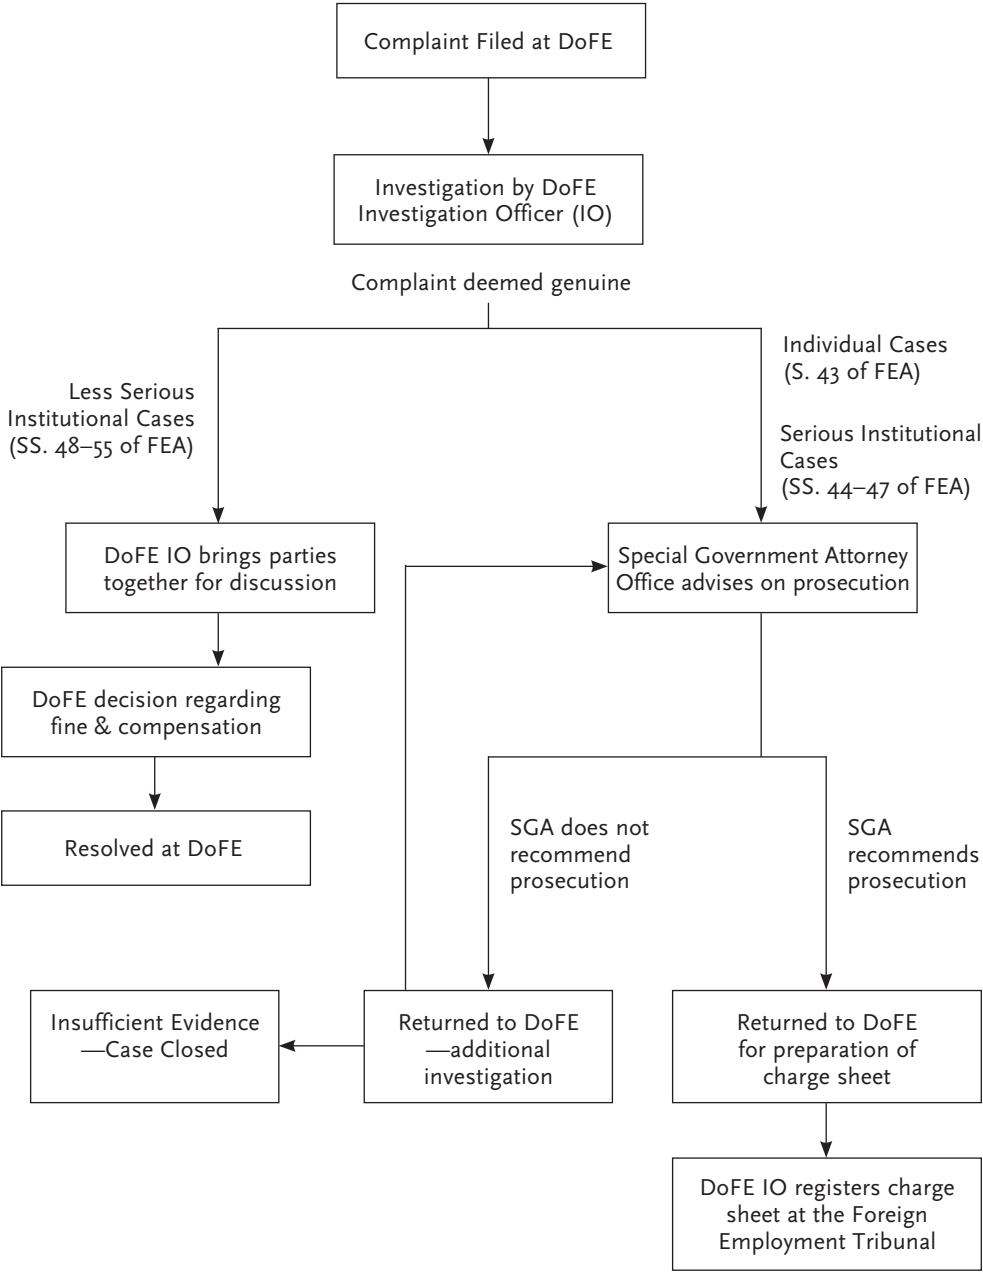 Complaint Filed at DoFE
Investigation by DoFE
Investigation Officer (IO)
Complaint deemed genuine
Individual Cases
(S. 43 of FEA)
Less Serious
Institutional Cases
(SS. 48–55 of FEA)
Serious Institutional
Cases
(SS. 44–47 of FEA)
DoFE IO brings parties
together for discussion
Special Government Attorney
Office advises on prosecution
DoFE decision regarding
fine & compensation
Resolved at DoFE
SGA does not
recommend
prosecution
SGA
recommends
prosecution
Insufficient Evidence
—Case Closed
Returned to DoFE
—additional
investigation
Returned to DoFE
for preparation of
charge sheet
DoFE IO registers charge
sheet at the Foreign
Employment Tribunal